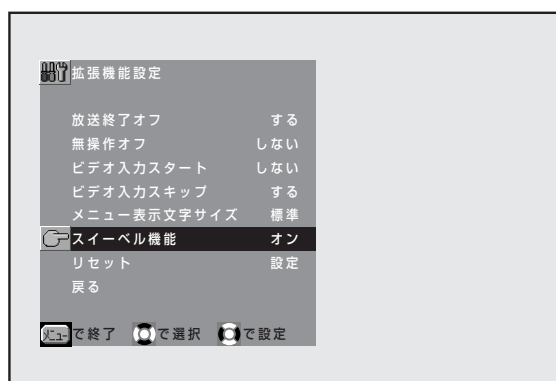 拡張機能設定
放送終了オフ する
無操作オフ しない
ビデオ入力スタート しない
ビデオ入力スキップ する
メニュー表示文字サイズ 標準
スイーベル機能 オン
リセット 設定
戻る
メニューで終了 で選択 で設定